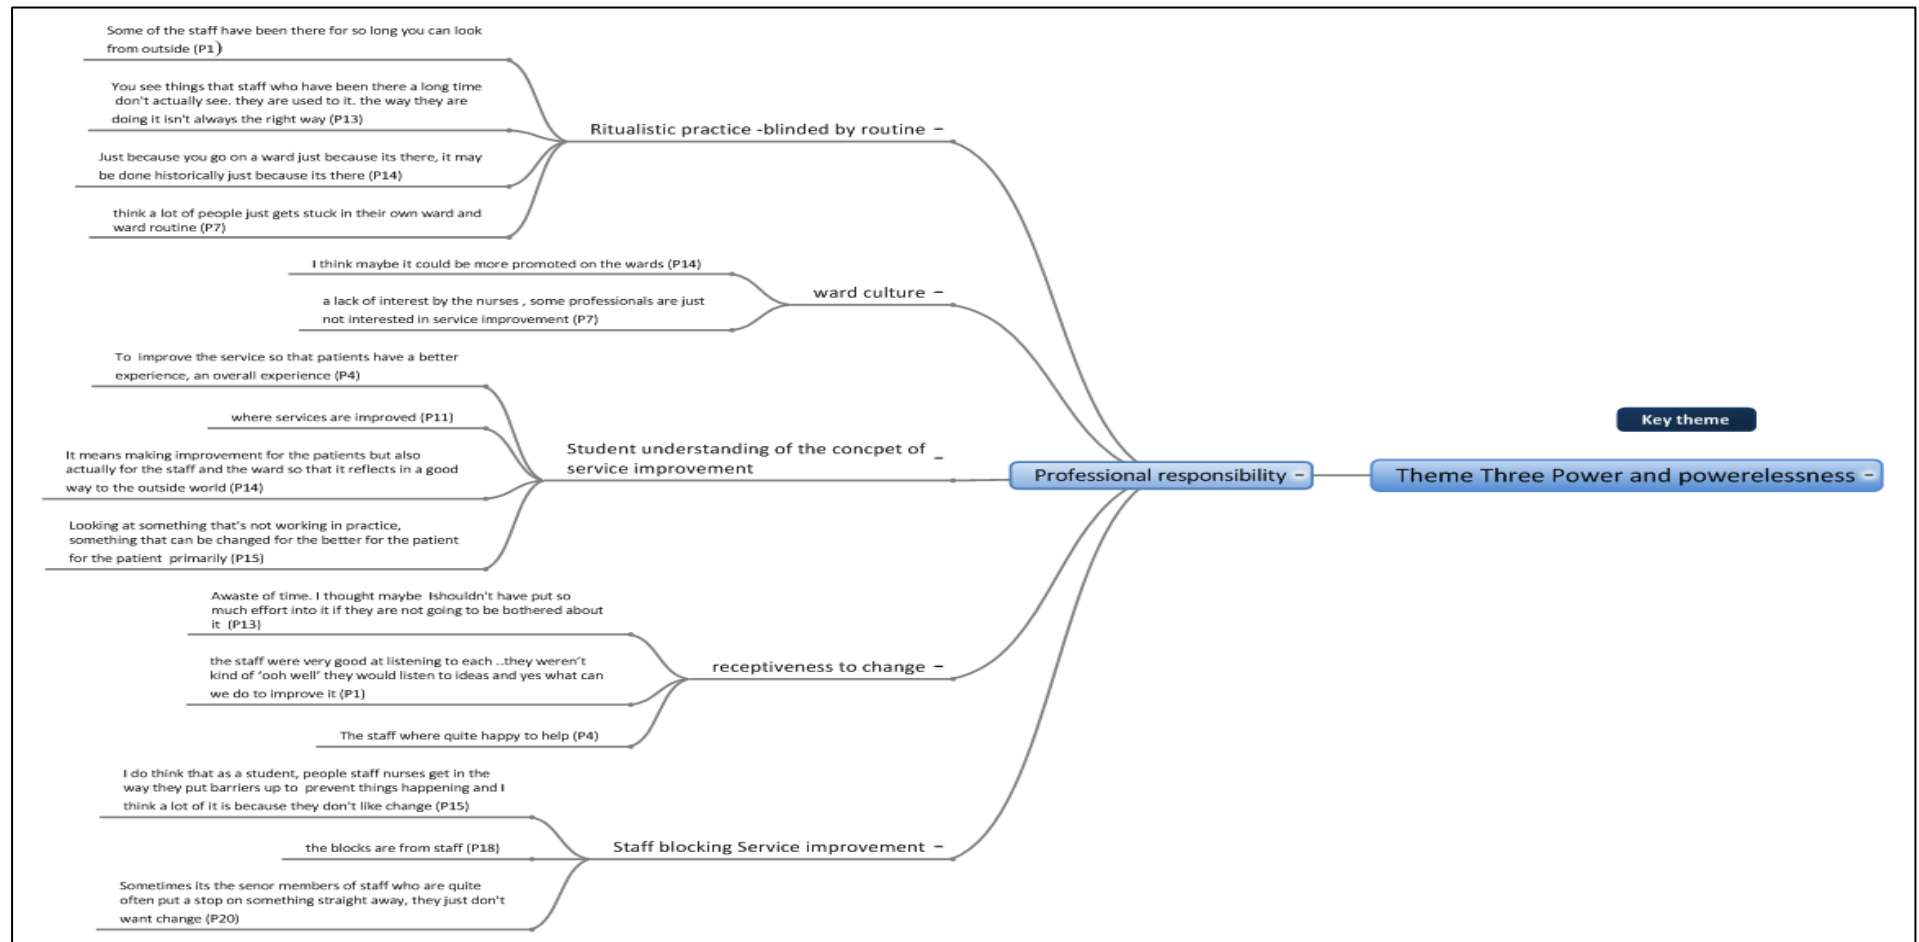 Some of the staff have been there for so long you can look
from outside (P1)
You see things that staff who have been there a long time
don't actually see. they are used to it. the way they are
doing it isn't always the right way (P13)
Just because you go on a ward just because its there, it may
be done historically just because its there (P14)
think a lot of people just gets stuck in their own ward and
ward routine (P7)
Ritualistic practice -blinded by routine
I think maybe it could be more promoted on the wards (P14)
a lack of interest by the nurses , some professionals are just
not interested in service improvement (P7)
ward culture
To improve the service so that patients have a better
experience, an overall experience (P4)
where services are improved (P11)
It means making improvement for the patients but also
actually for the staff and the ward so that it reflects in a good
way to the outside world (P14)
Looking at something that's not working in practice,
something that can be changed for the better for the patient
for the patient primarily (P15)
Student understanding of the concpet of
service improvement
Awaste of time. I thought maybe Ishouldn't have put so
much effort into it if they are not going to be bothered about
it (P13)
the staff were very good at listening to each ..they weren't
kind of ‘ooh well’ they would listen to ideas and yes what can
we do to improve it (P1)
The staff where quite happy to help (P4)
receptiveness to change
I do think that as a student, people staff nurses get in the
way they put barriers up to prevent things happening and I
think a lot of it is because they don't like change (P15)
the blocks are from staff (P18)
Sometimes its the senor members of staff who are quite
often put a stop on something straight away, they just don't
want change (P20)
Staff blocking Service improvement
Professional responsibility
Key theme
Theme Three Power and powerelessness